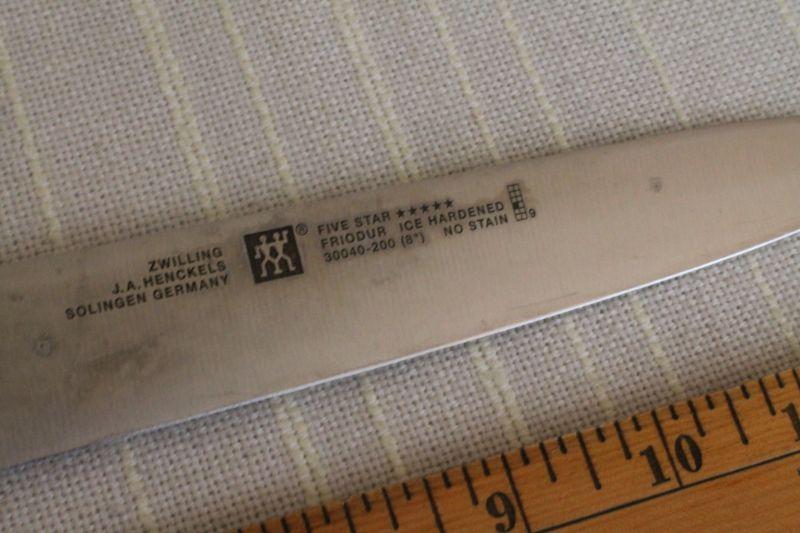 ZWILLING
J.A. HENCKELS
SOLINGEN GERMANY
®
FIVE STAR ★★★★★
FRIODUR ICE HARDENED
30040-200 (8") NO STAIN
9
9
10